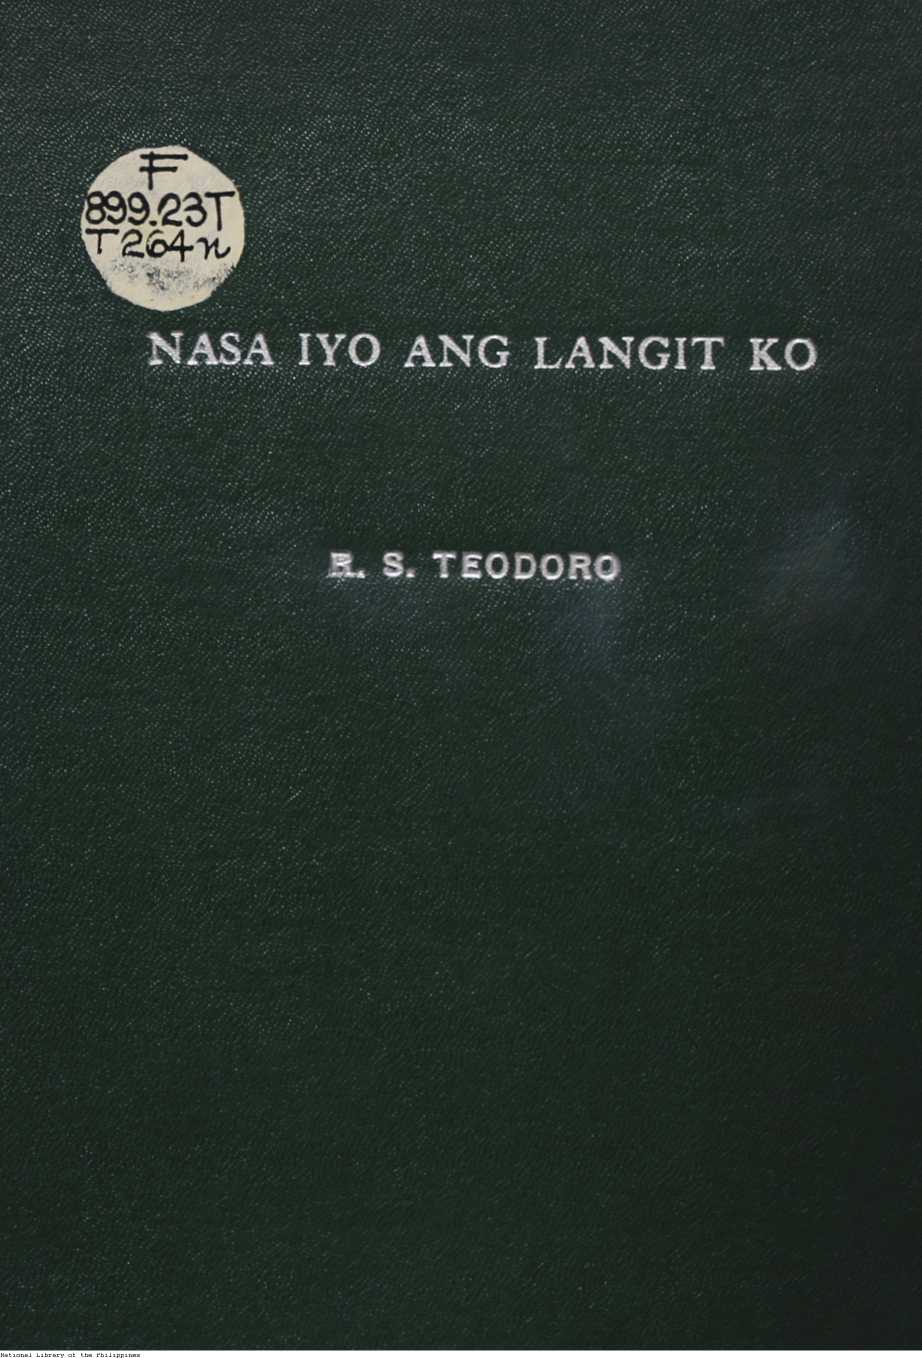 F
899.23T
T264n
NASA IYO ANG LANGIT KO
R. S. TEODORO
National Library of the Philippines